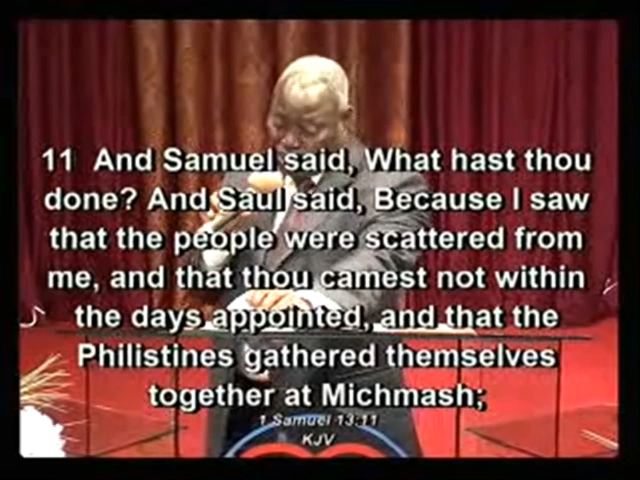 11 And Samuel said, What hast thou
done? And Saul said, Because I saw
that the people were scattered from
me, and that thou camest not within
the days appointed, and that the
Philistines gathered themselves
together at Michmash;
1 Samuel 13:11
KJV